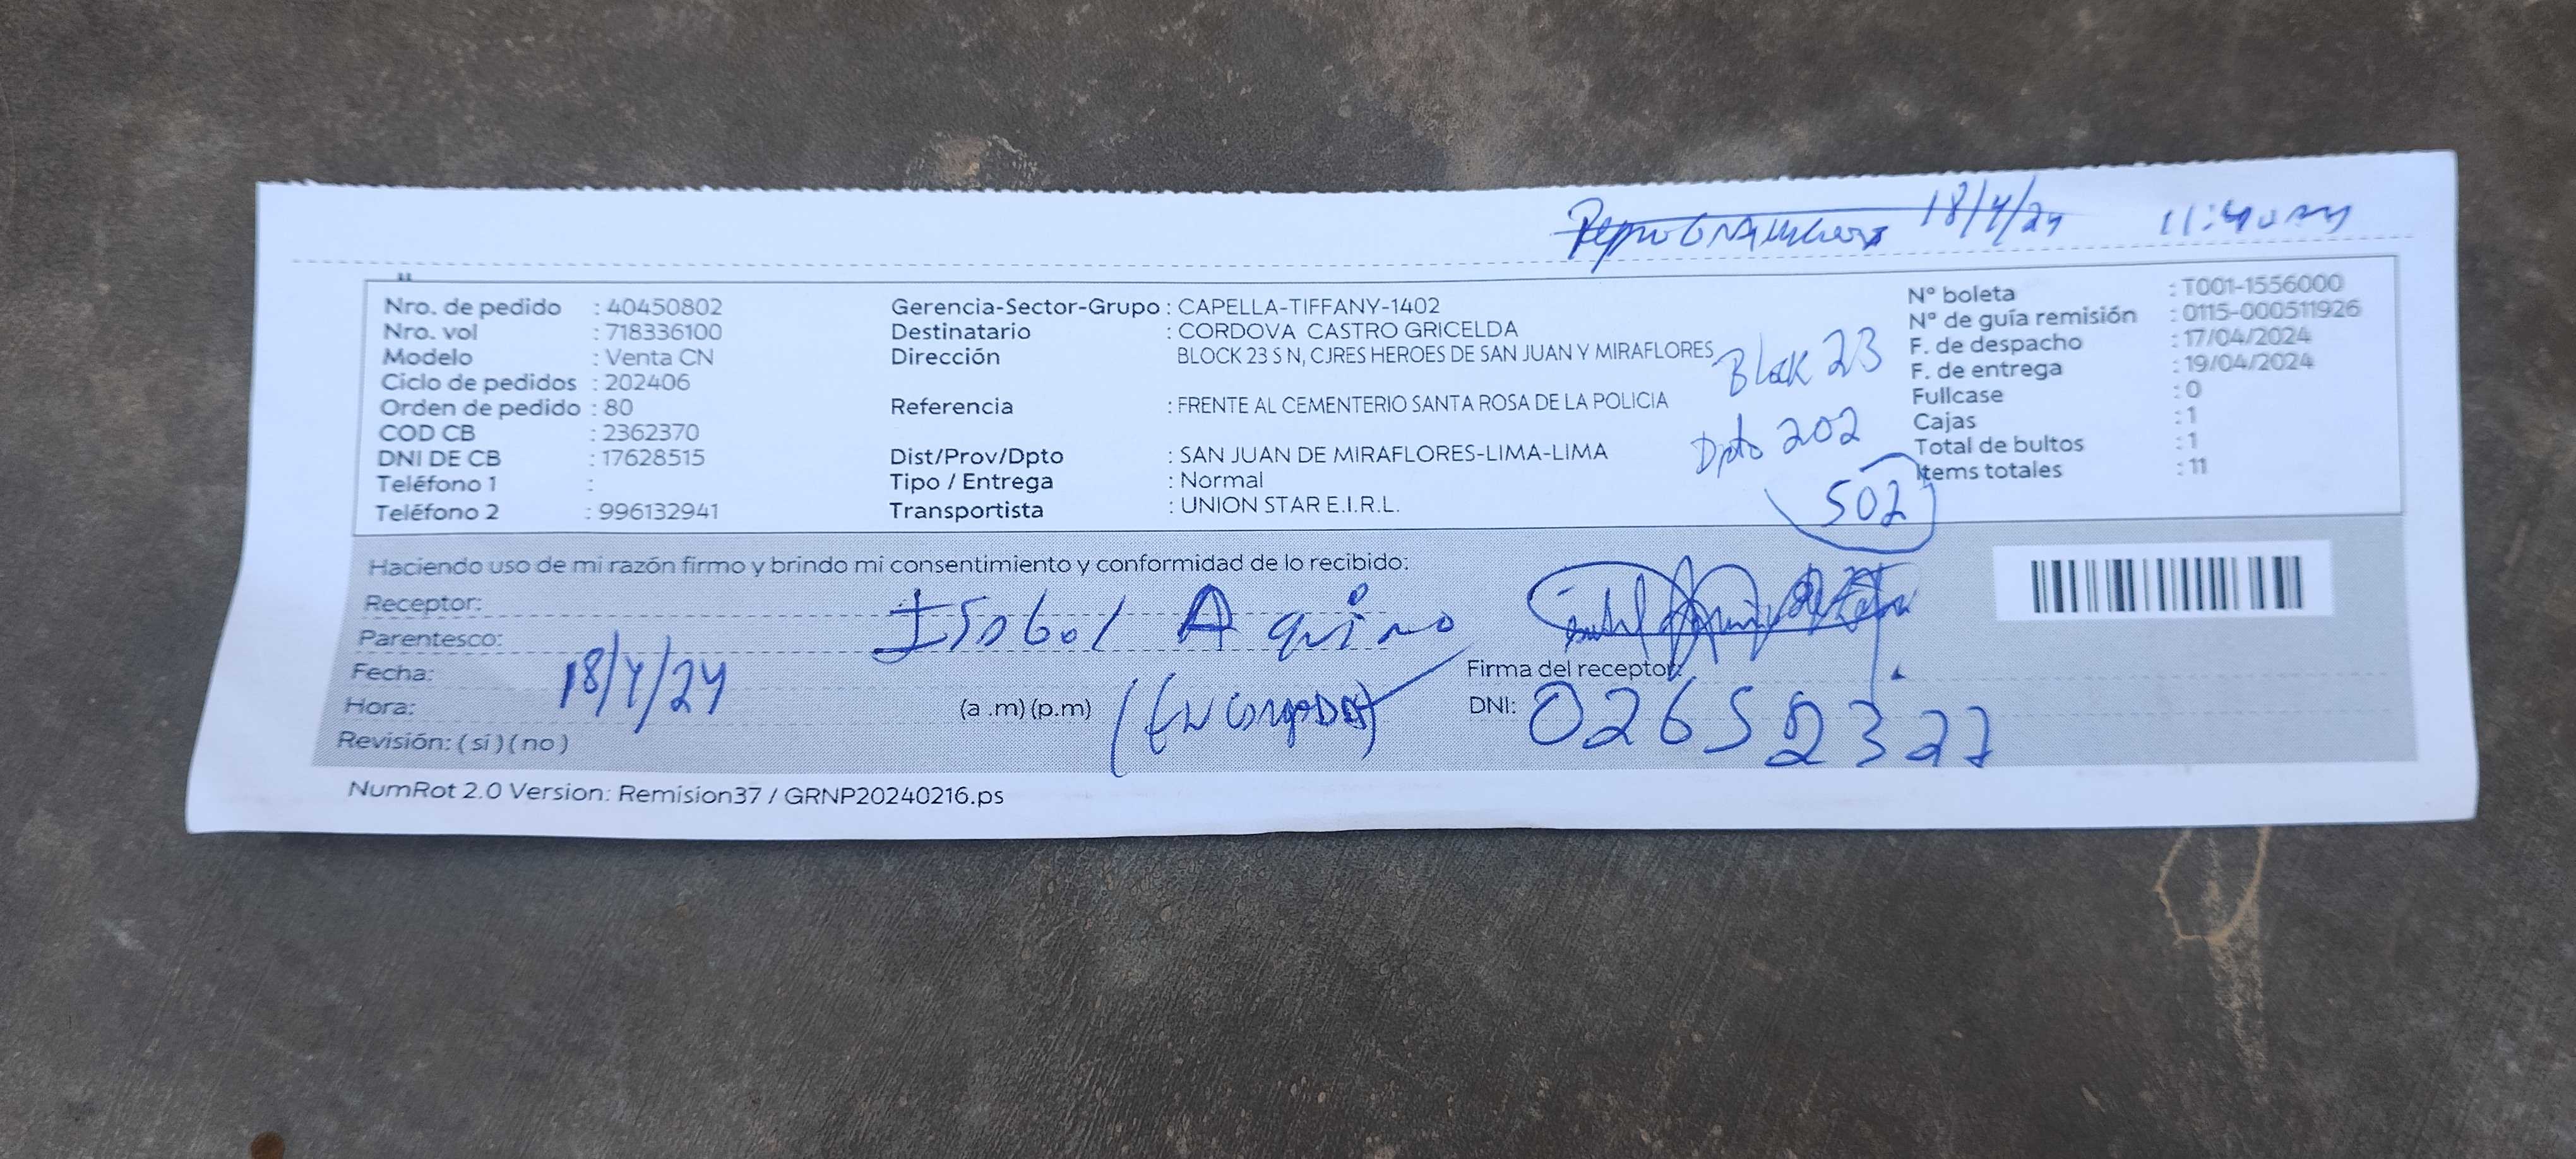 18/4/24 11:40 am
Nro. de pedido : 40450802
Nro. vol : 718336100
Modelo : Venta CN
Ciclo de pedidos : 202406
Orden de pedido : 80
COD CB : 2362370
DNI DE CB : 17628515
Teléfono 1 :
Teléfono 2 : 996132941
Gerencia-Sector-Grupo : CAPELLA-TIFFANY-1402
Destinatario : CORDOVA CASTRO GRICELDA
Dirección BLOCK 23 S N, CJRES HEROES DE SAN JUAN Y MIRAFLORES
Referencia : FRENTE AL CEMENTERIO SANTA ROSA DE LA POLICIA
Dist/Prov/Dpto : SAN JUAN DE MIRAFLORES-LIMA-LIMA
Tipo / Entrega : Normal
Transportista : UNION STAR E.I.R.L.
Block 23
Dpto 202
502
N° boleta : T001-1556000
N° de guía remisión : 0115-000511926
F. de despacho : 17/04/2024
F. de entrega : 19/04/2024
Fullcase : 0
Cajas : 1
Total de bultos : 1
Items totales : 11
Haciendo uso de mi razón firmo y brindo mi consentimiento y conformidad de lo recibido:
Receptor: Isabel Aquino
Parentesco:
Fecha: 18/4/24
Firma del receptor:
Hora: (a .m) (p.m)
DNI: 02652327
Revisión: ( si ) ( no )
NumRot 2.0 Version: Remision37 / GRNP20240216.ps